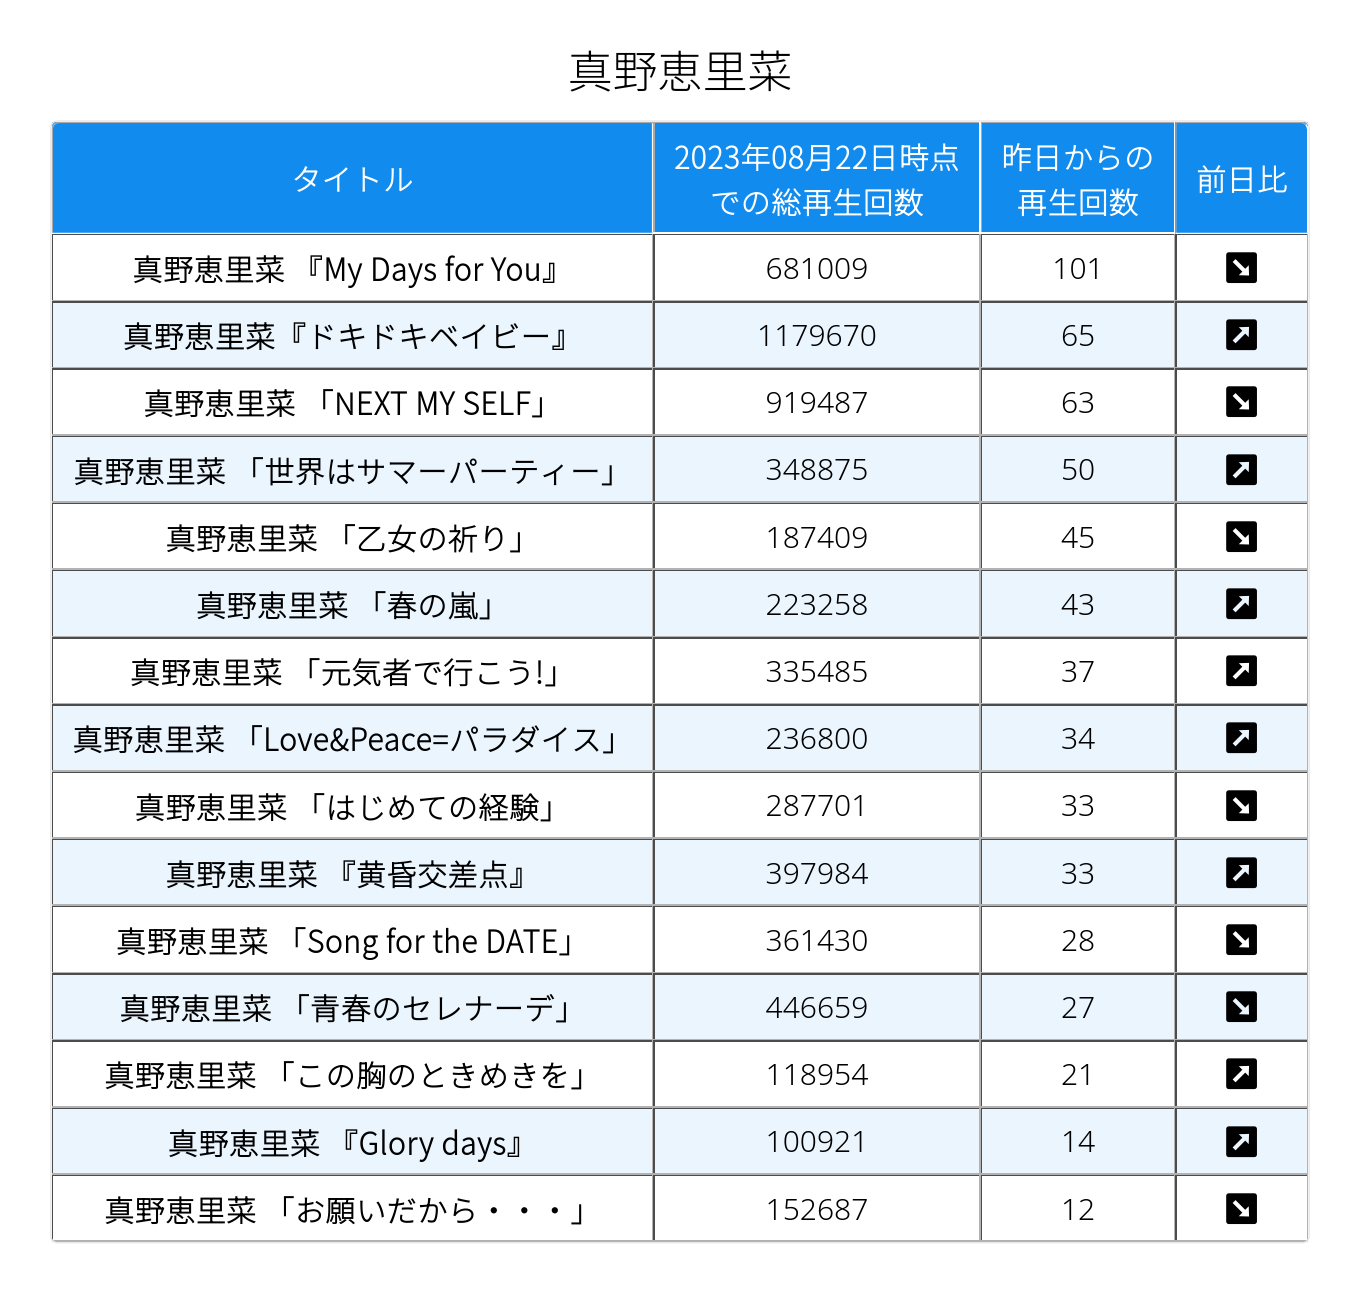 真野恵里菜
タイトル 2023年08月22日時点での総再生回数 昨日からの再生回数 前日比
真野恵里菜 『My Days for You』 681009 101 ↘
真野恵里菜『ドキドキベイビー』 1179670 65 ↗
真野恵里菜 「NEXT MY SELF」 919487 63 ↘
真野恵里菜 「世界はサマーパーティー」 348875 50 ↗
真野恵里菜 「乙女の祈り」 187409 45 ↘
真野恵里菜 「春の嵐」 223258 43 ↗
真野恵里菜 「元気者で行こう!」 335485 37 ↗
真野恵里菜 「Love&Peace=パラダイス」 236800 34 ↗
真野恵里菜 「はじめての経験」 287701 33 ↘
真野恵里菜 『黄昏交差点』 397984 33 ↗
真野恵里菜 「Song for the DATE」 361430 28 ↘
真野恵里菜 「青春のセレナーデ」 446659 27 ↘
真野恵里菜 「この胸のときめきを」 118954 21 ↗
真野恵里菜 『Glory days』 100921 14 ↗
真野恵里菜 「お願いだから・・・」 152687 12 ↘